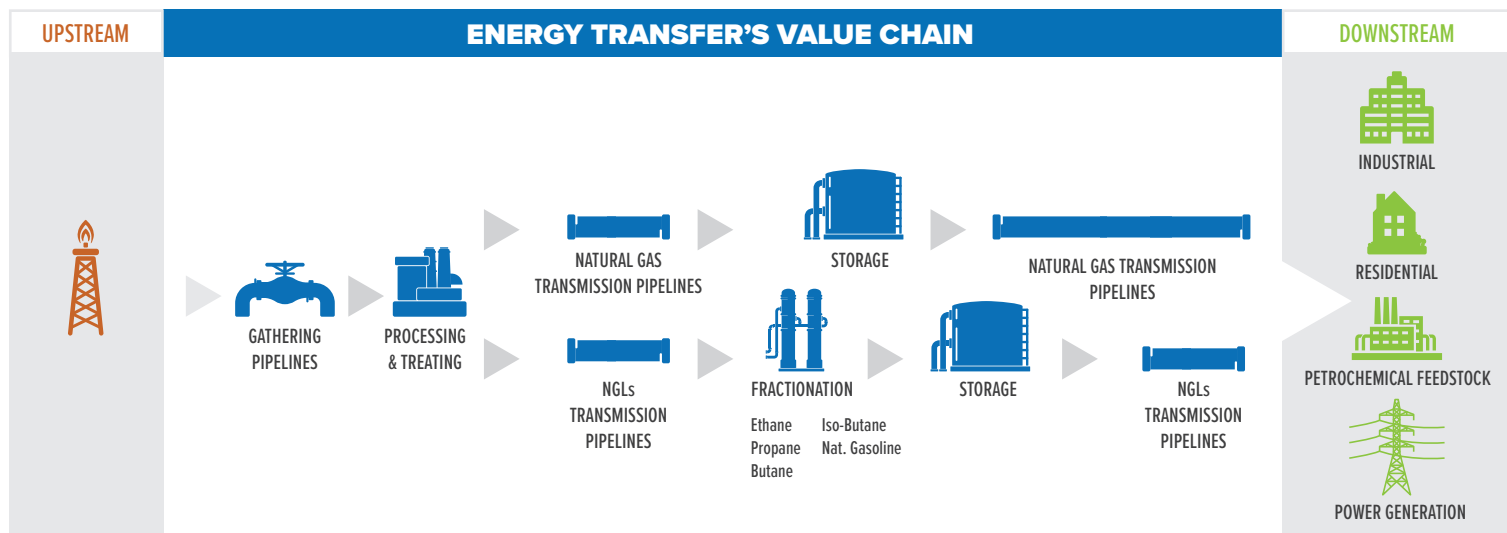 UPSTREAM
ENERGY TRANSFER'S VALUE CHAIN
DOWNSTREAM
GATHERING
PIPELINES
PROCESSING
& TREATING
NATURAL GAS
TRANSMISSION PIPELINES
STORAGE
NATURAL GAS TRANSMISSION
PIPELINES
NGLs
TRANSMISSION
PIPELINES
FRACTIONATION
Ethane
Propane
Butane
Iso-Butane
Nat. Gasoline
STORAGE
NGLs
TRANSMISSION
PIPELINES
INDUSTRIAL
RESIDENTIAL
PETROCHEMICAL FEEDSTOCK
POWER GENERATION